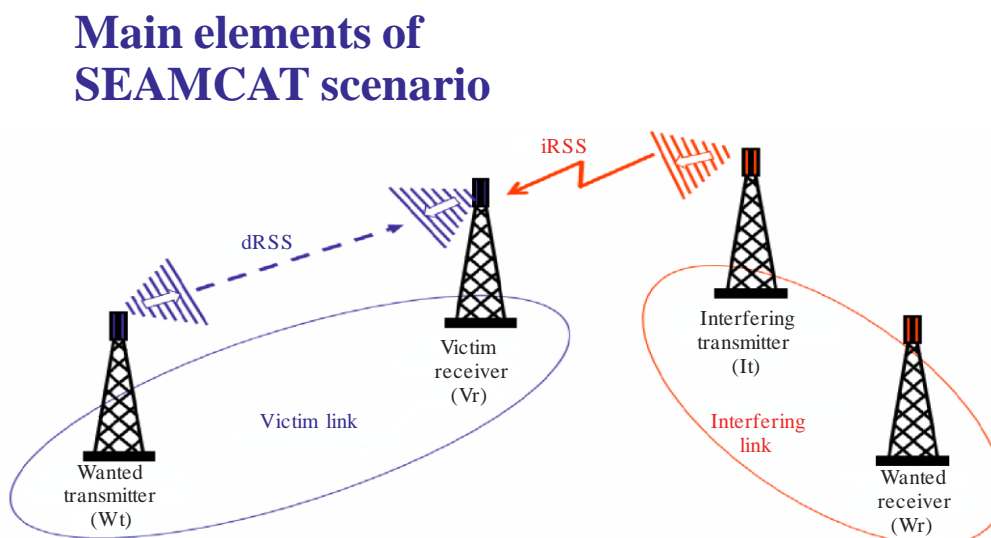 Main elements of
SEAMCAT scenario
iRSS
dRSS
Interfering
transmitter
(It)
Victim
receiver
(Vr)
Victim link
Interfering
link
Wanted
transmitter
(Wt)
Wanted
receiver
(Wr)